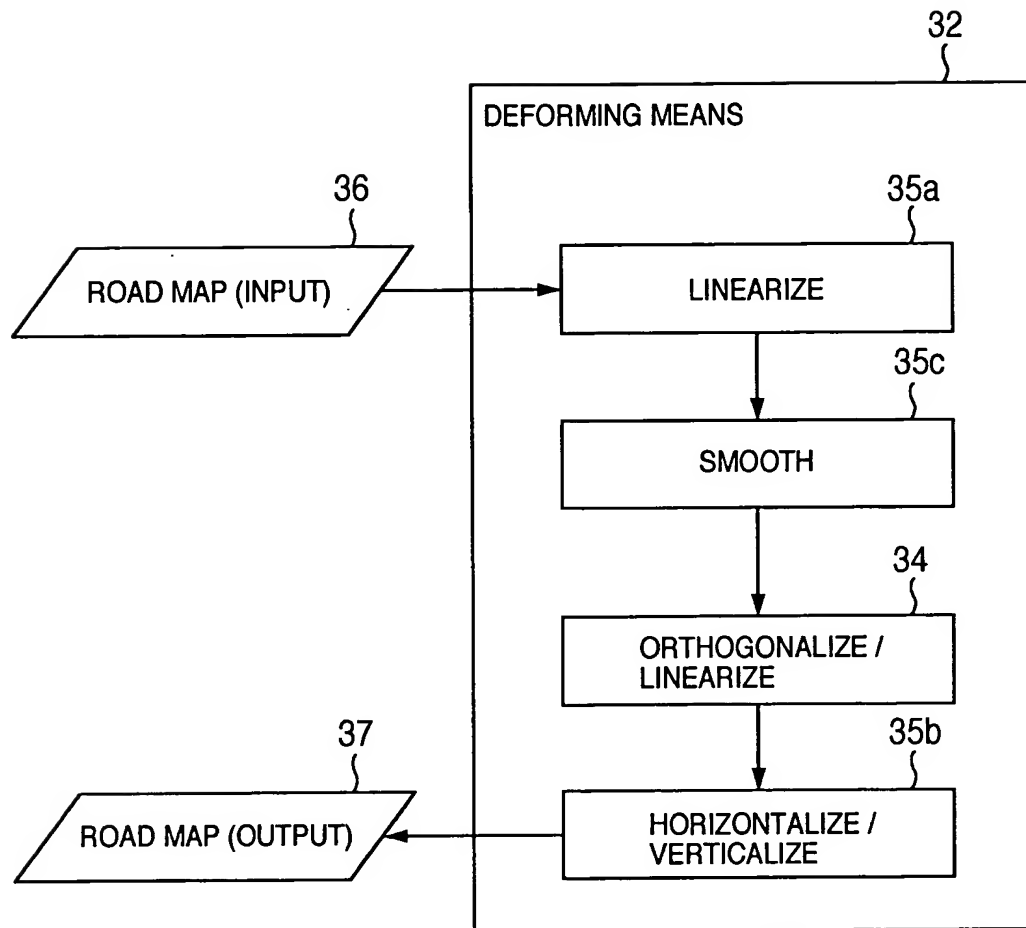 32
DEFORMING MEANS
36
35a
ROAD MAP (INPUT)
LINEARIZE
35c
SMOOTH
34
ORTHOGONALIZE /
LINEARIZE
37
35b
ROAD MAP (OUTPUT)
HORIZONTALIZE /
VERTICALIZE